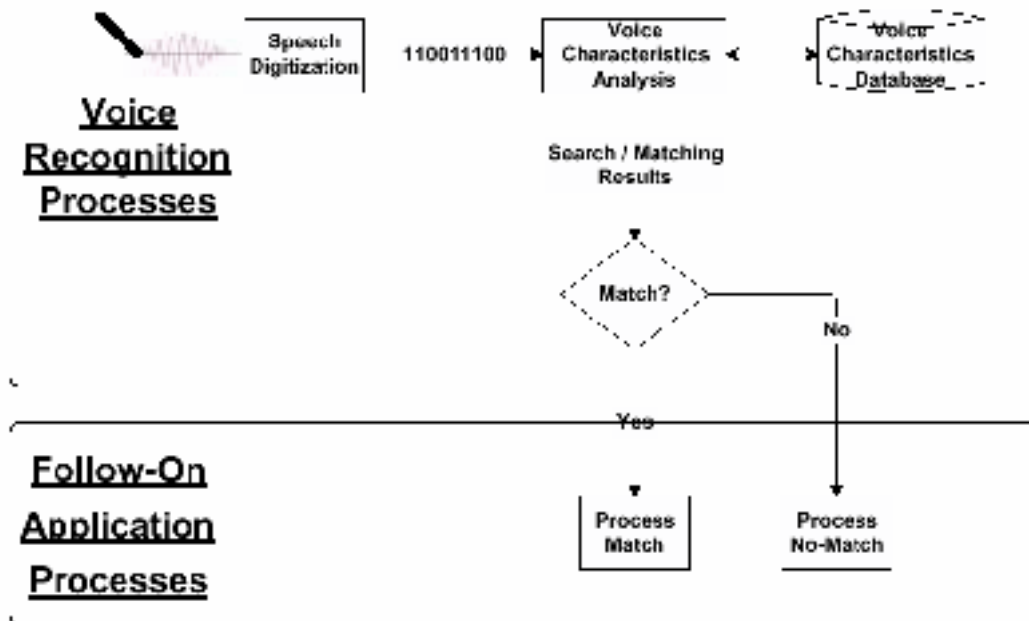 Speech
Digitization
110011100
Voice
Characteristics
Analysis
Voice
Characteristics
Database
Voice
Recognition
Processes
Search / Matching
Results
Match?
No
Yes
Follow-On
Application
Processes
Process
Match
Process
No-Match